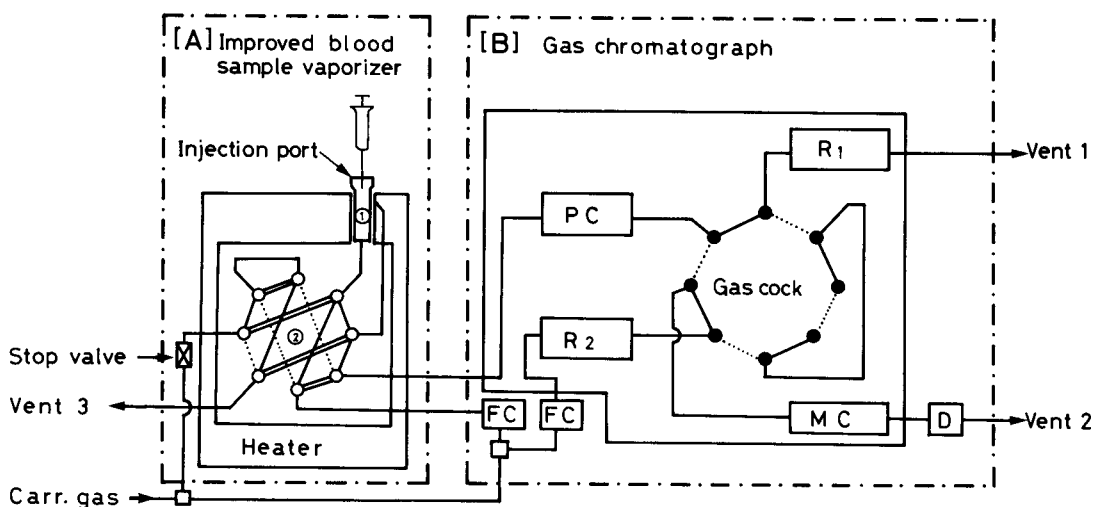 [A] Improved blood
sample vaporizer
[B] Gas chromatograph
Injection port
①
②
Stop valve
Vent 3
Heater
Carr. gas
PC
R1
R2
Gas cock
FC
FC
MC
D
Vent 1
Vent 2